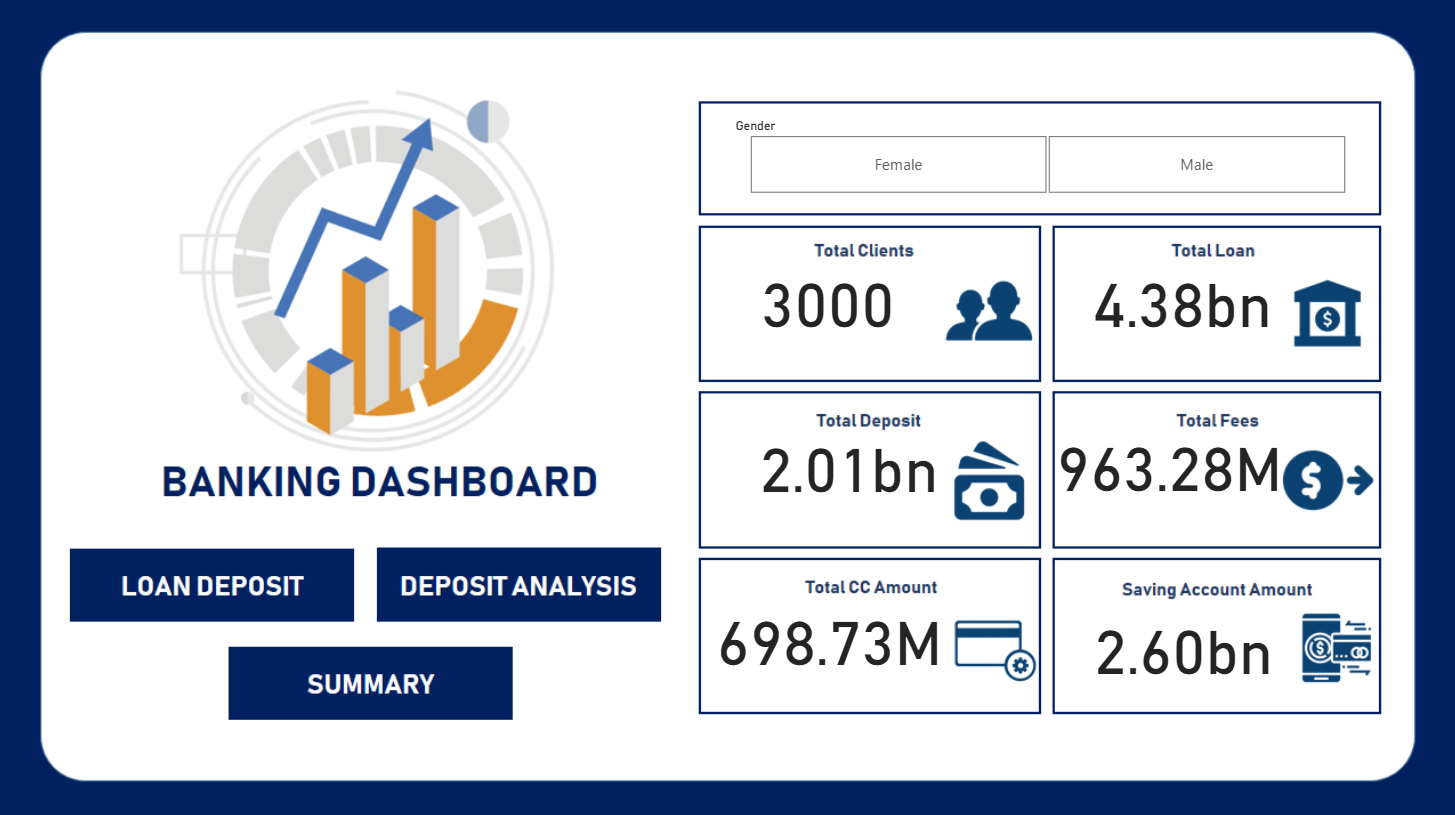 BANKING DASHBOARD
LOAN DEPOSIT
DEPOSIT ANALYSIS
SUMMARY
Gender
Female
Male
Total Clients
3000
Total Loan
4.38bn
$
Total Deposit
2.01bn
Total Fees
963.28M
$
Total CC Amount
698.73M
Saving Account Amount
2.60bn
$